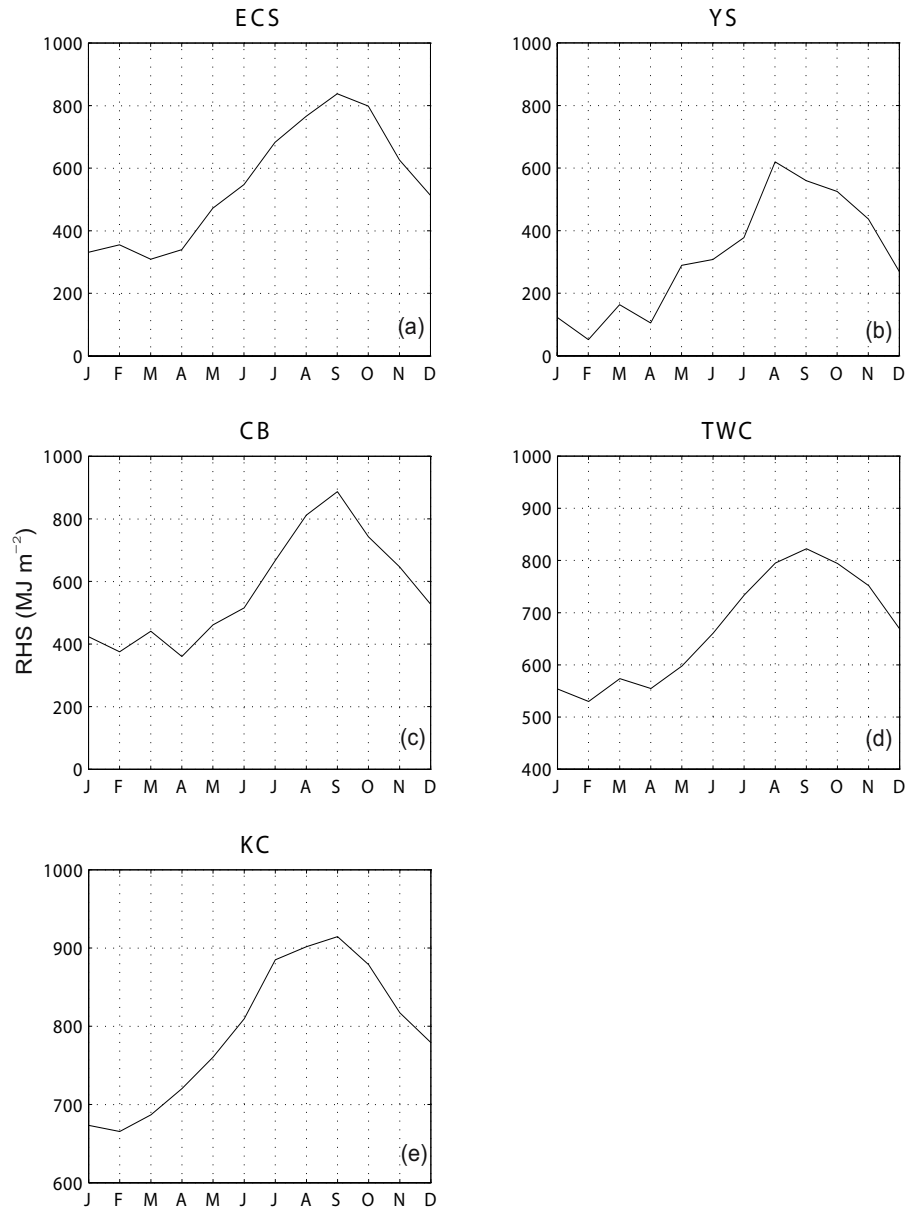 ECS
1000
800
600
400
200
0
(a)
J F M A M J J A S O N D
YS
1000
800
600
400
200
0
(b)
J F M A M J J A S O N D
CB
1000
800
600
400
200
0
RHS (MJ m−2)
(c)
J F M A M J J A S O N D
TWC
1000
900
800
700
600
500
400
(d)
J F M A M J J A S O N D
KC
1000
900
800
700
600
(e)
J F M A M J J A S O N D